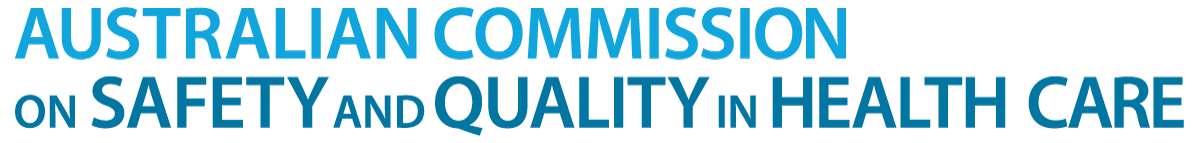 AUSTRALIAN COMMISSION
ON SAFETY AND QUALITY IN HEALTH CARE